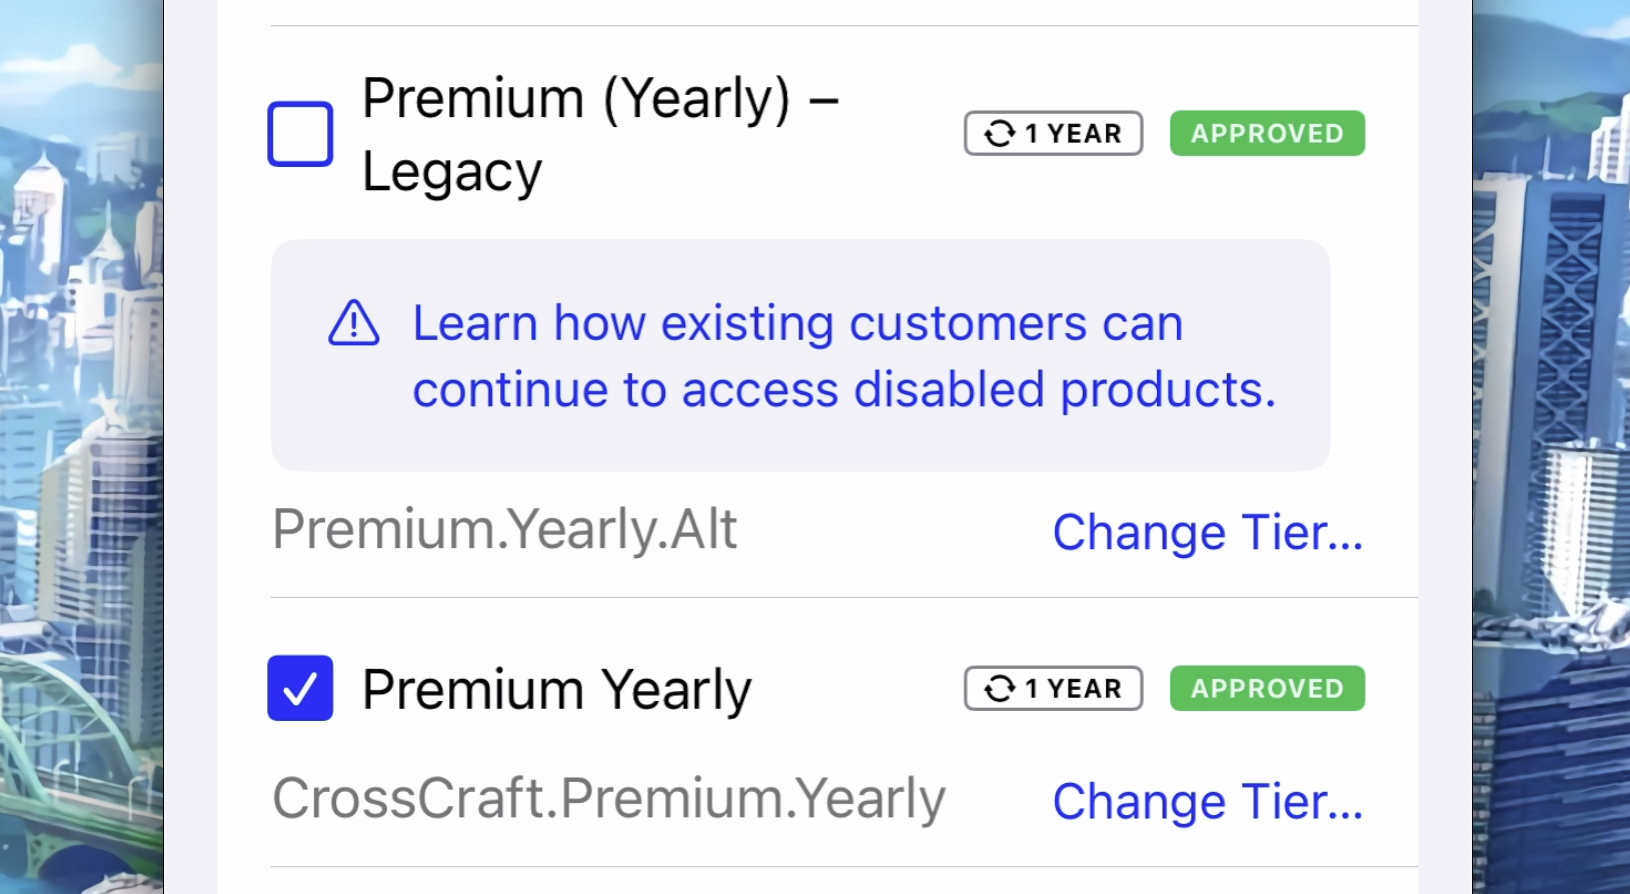 Premium (Yearly) –
Legacy
1 YEAR
APPROVED
Learn how existing customers can
continue to access disabled products.
Premium.Yearly.Alt
Change Tier...
Premium Yearly
1 YEAR
APPROVED
CrossCraft.Premium.Yearly
Change Tier...